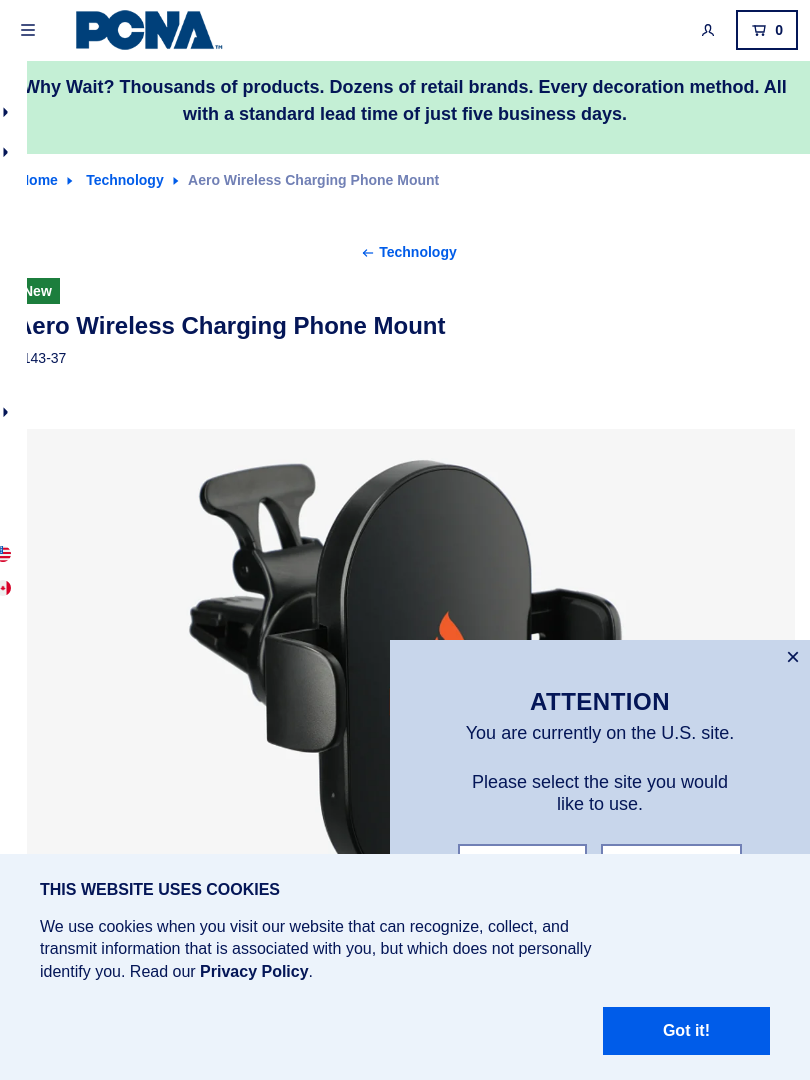 PCNA™
0
Why Wait? Thousands of products. Dozens of retail brands. Every decoration method. All
with a standard lead time of just five business days.
Technology
Aero Wireless Charging Phone Mount
Technology
New
Aero Wireless Charging Phone Mount
143-37
ATTENTION
You are currently on the U.S. site.
Please select the site you would
like to use.
THIS WEBSITE USES COOKIES
We use cookies when you visit our website that can recognize, collect, and
transmit information that is associated with you, but which does not personally
identify you. Read our Privacy Policy.
Got it!